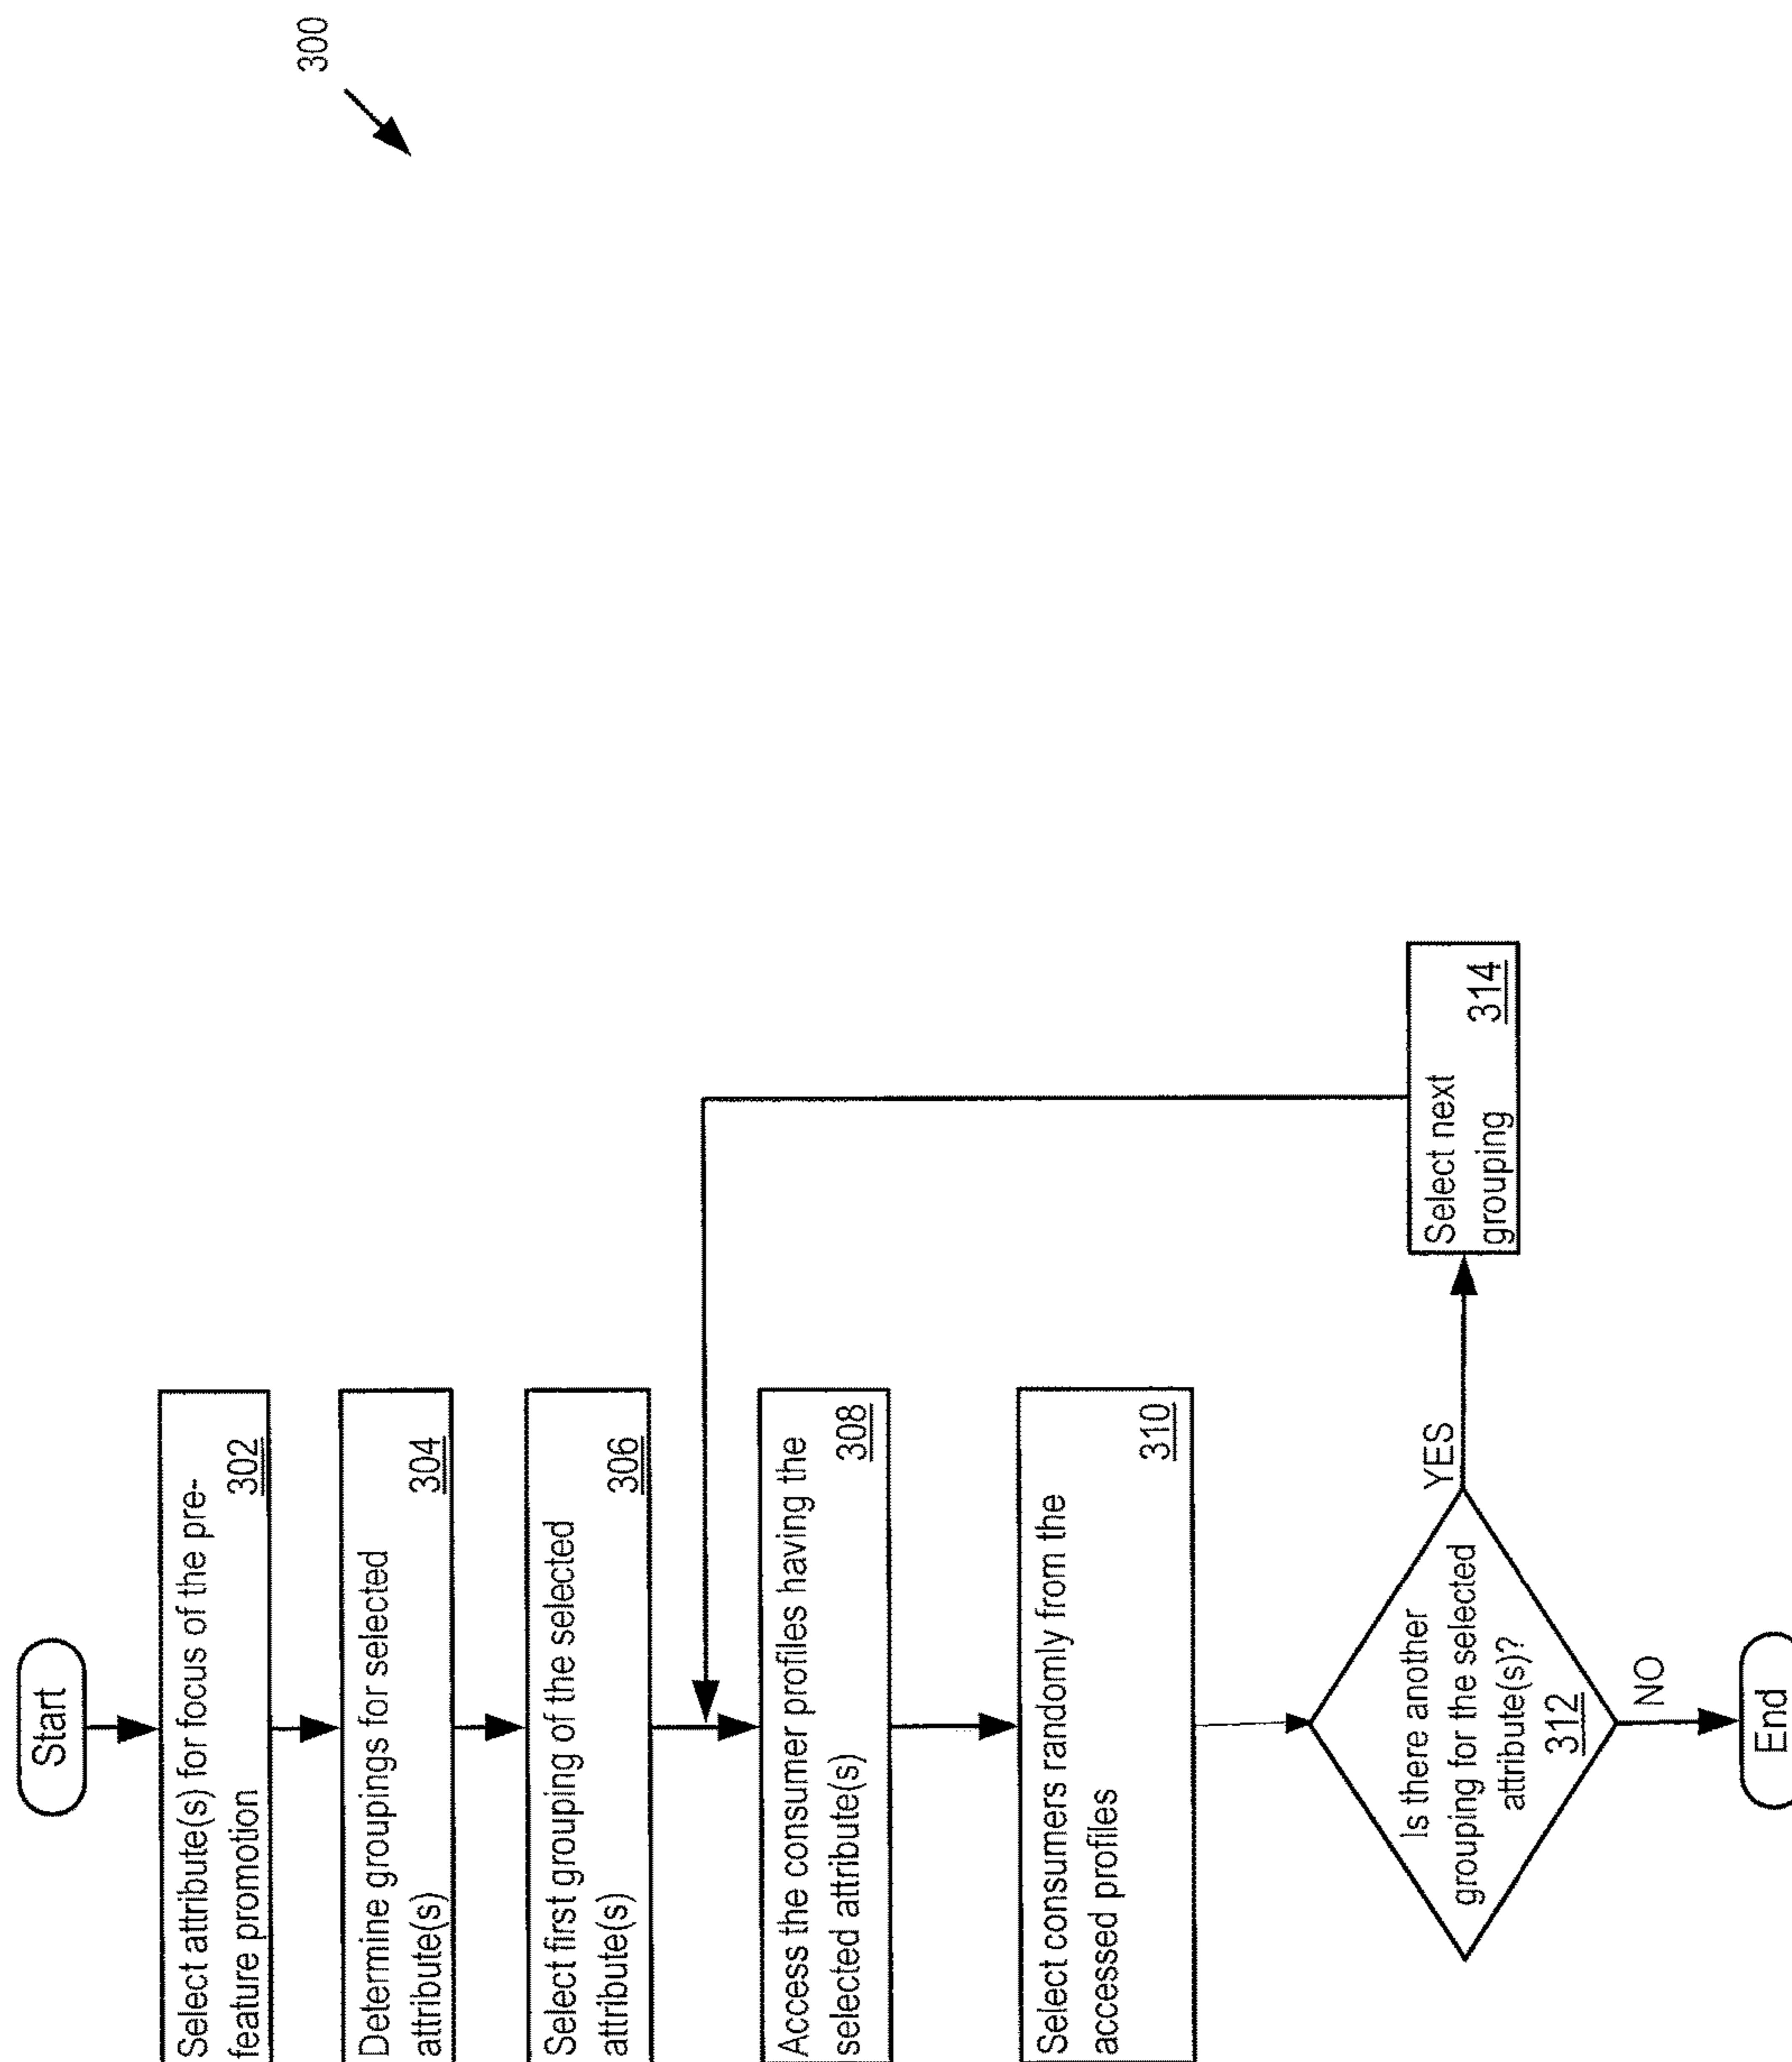 300
Start
Select attribute(s) for focus of the pre-
feature promotion
302
Determine groupings for selected
attribute(s)
304
Select first grouping of the selected
attribute(s)
306
Access the consumer profiles having the
selected attribute(s)
308
Select consumers randomly from the
accessed profiles
310
Is there another
grouping for the selected
attribute(s)?
312
YES
Select next
grouping
314
NO
End